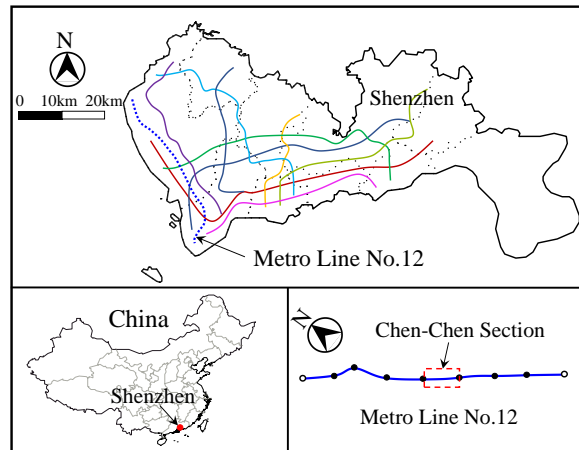 N
0 10km 20km
Shenzhen
Metro Line No.12
China
Shenzhen
N
Chen-Chen Section
Metro Line No.12